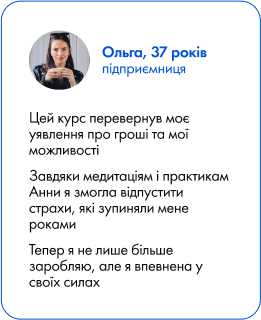 Ольга, 37 років
підприємниця
Цей курс перевернув моє
уявлення про гроші та мої
можливості
Завдяки медитаціям і практикам
Анни я змогла відпустити
страхи, які зупиняли мене
роками
Тепер я не лише більше
заробляю, але я впевнена у
своїх силах